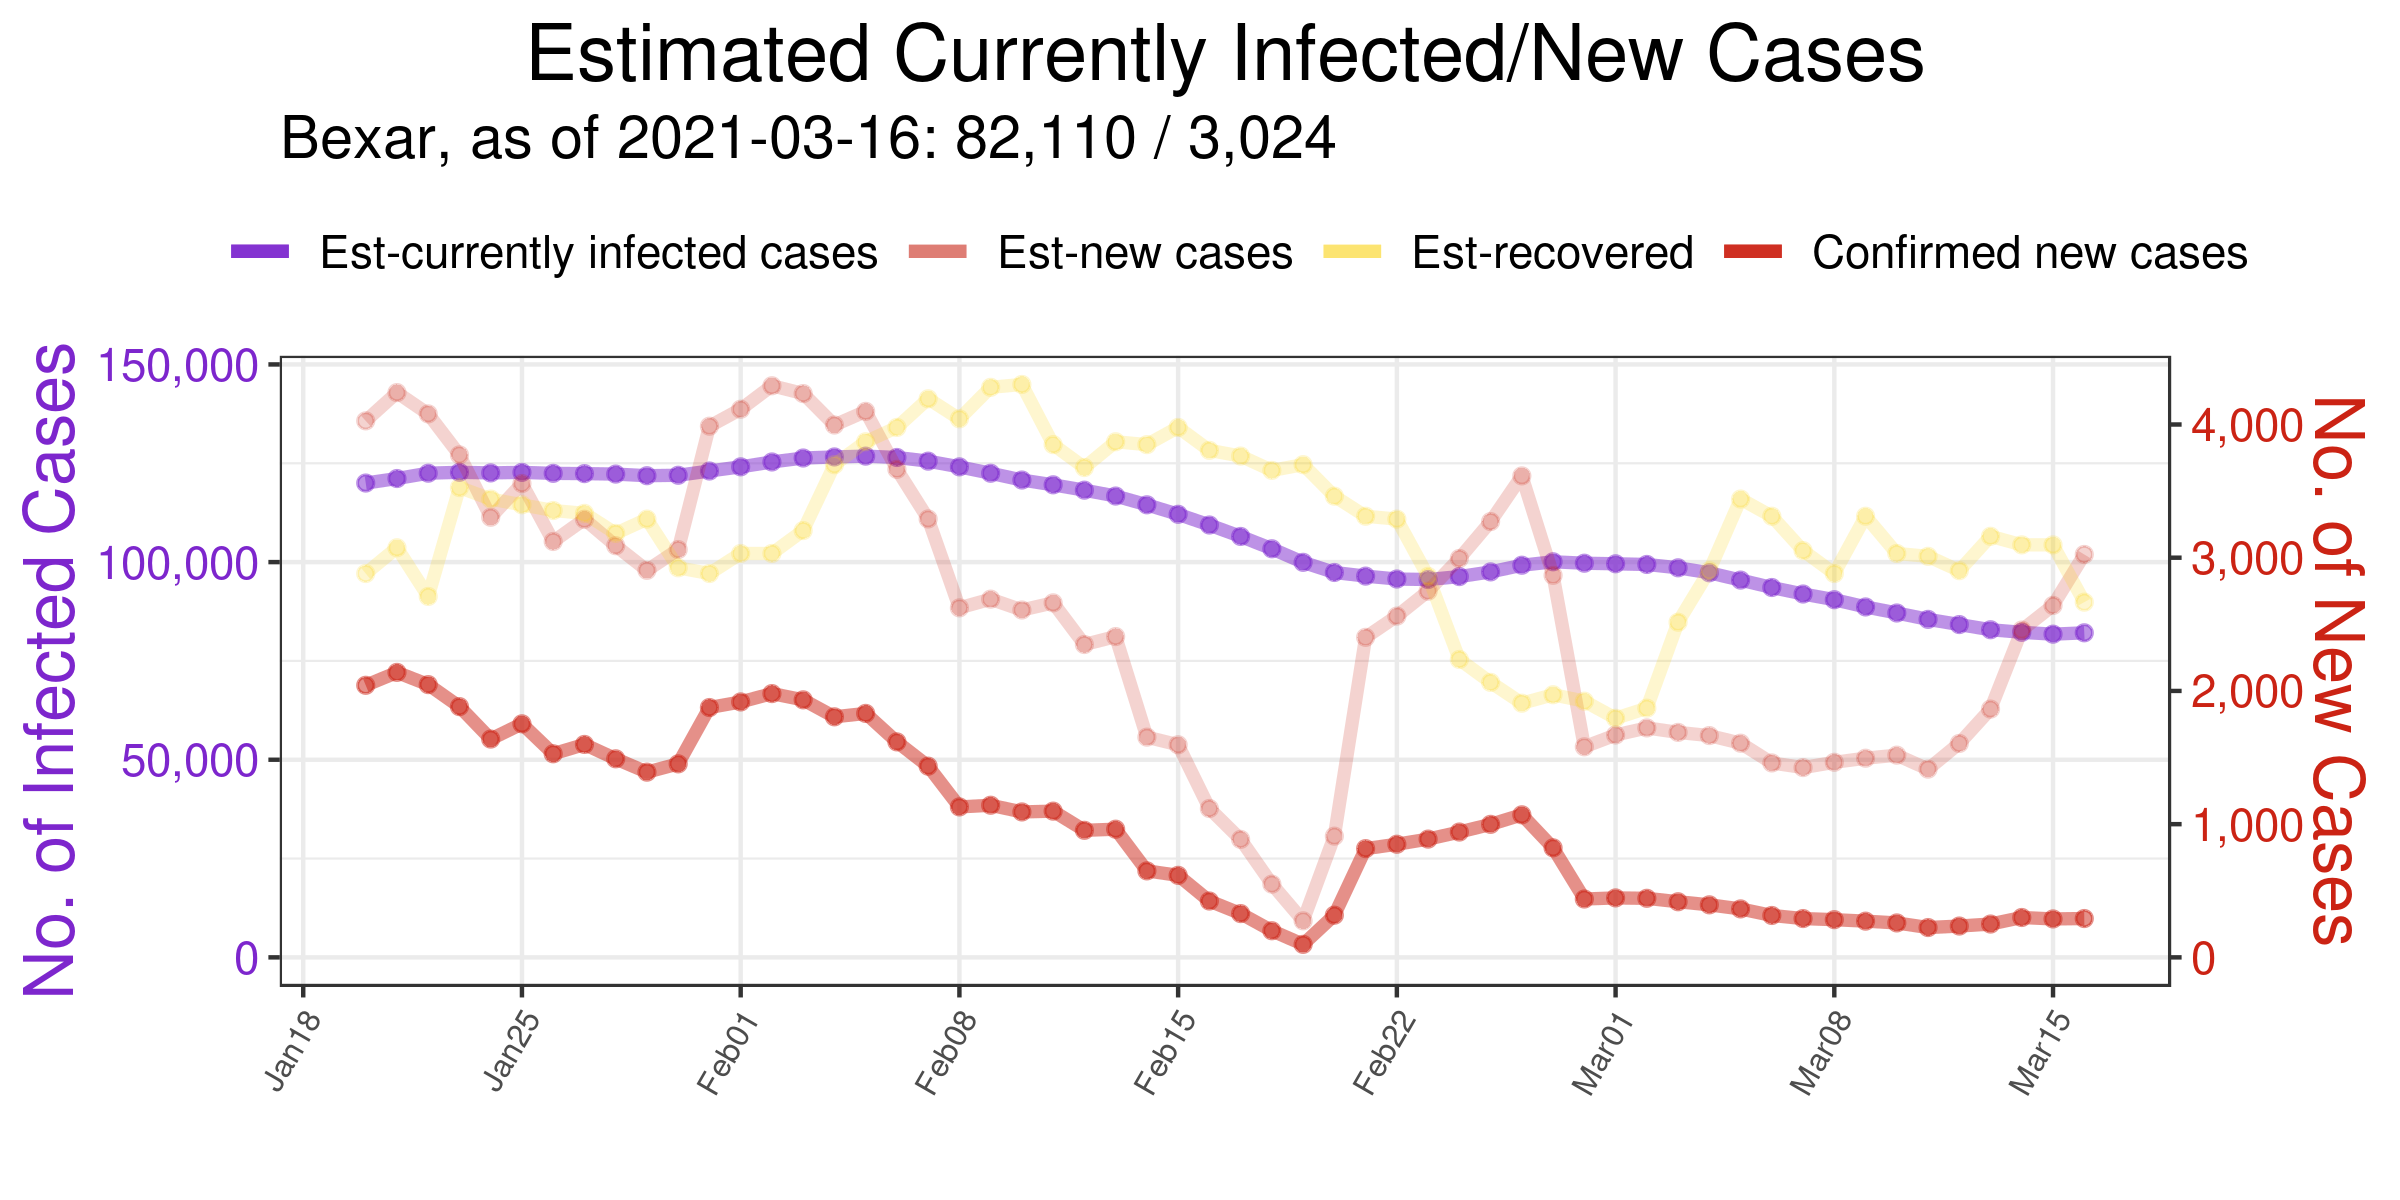 Estimated Currently Infected/New Cases
Bexar, as of 2021-03-16: 82,110 / 3,024
Est-currently infected cases Est-new cases Est-recovered Confirmed new cases
No. of Infected Cases
150,000
100,000
50,000
0
4,000
3,000
2,000
1,000
0
No. of New Cases
Jan18 Jan25 Feb01 Feb08 Feb15 Feb22 Mar01 Mar08 Mar15